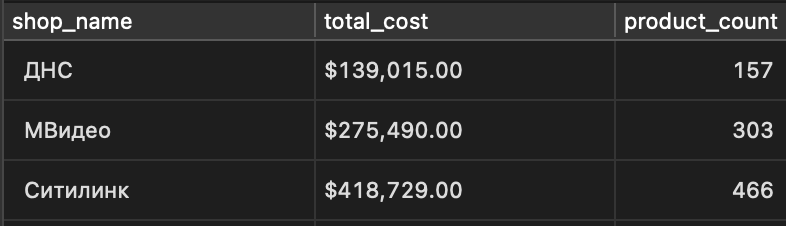 shop_name total_cost product_count
ДНС $139,015.00 157
МВидео $275,490.00 303
Ситилинк $418,729.00 466